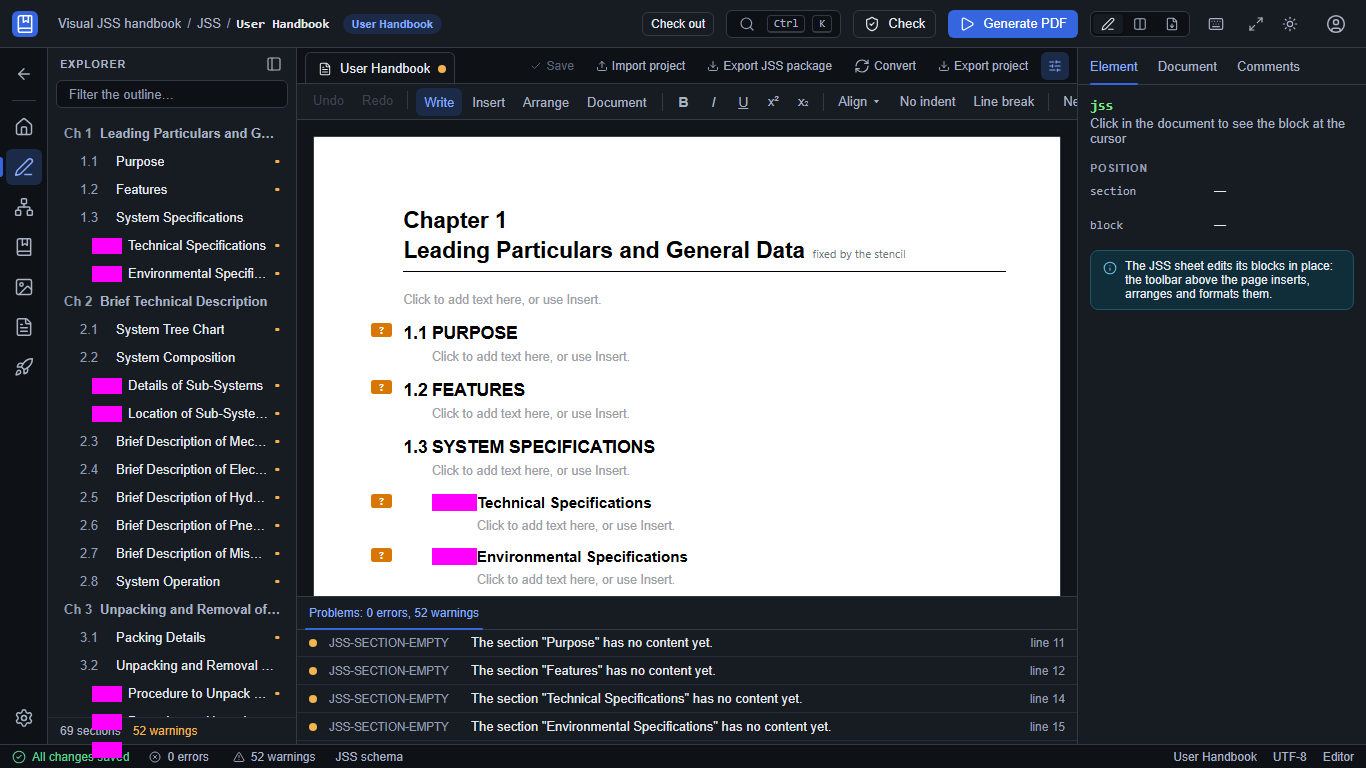 Visual JSS handbook / JSS / User Handbook User Handbook
Check out Ctrl K Check Generate PDF
EXPLORER
Filter the outline...
Ch 1 Leading Particulars and G...
1.1 Purpose
1.2 Features
1.3 System Specifications
Technical Specifications
Environmental Specifi...
Ch 2 Brief Technical Description
2.1 System Tree Chart
2.2 System Composition
Details of Sub-Systems
Location of Sub-Syste...
2.3 Brief Description of Mec...
2.4 Brief Description of Elec...
2.5 Brief Description of Hyd...
2.6 Brief Description of Pne...
2.7 Brief Description of Mis...
2.8 System Operation
Ch 3 Unpacking and Removal of...
3.1 Packing Details
3.2 Unpacking and Removal ...
Procedure to Unpack ...
69 sections 52 warnings
User Handbook
Save Import project Export JSS package Convert Export project
Undo Redo Write Insert Arrange Document B I U x² x₂ Align No indent Line break Ne
Chapter 1
Leading Particulars and General Data fixed by the stencil
Click to add text here, or use Insert.
? 1.1 PURPOSE
Click to add text here, or use Insert.
? 1.2 FEATURES
Click to add text here, or use Insert.
1.3 SYSTEM SPECIFICATIONS
Click to add text here, or use Insert.
? Technical Specifications
Click to add text here, or use Insert.
? Environmental Specifications
Click to add text here, or use Insert.
Problems: 0 errors, 52 warnings
JSS-SECTION-EMPTY The section "Purpose" has no content yet. line 11
JSS-SECTION-EMPTY The section "Features" has no content yet. line 12
JSS-SECTION-EMPTY The section "Technical Specifications" has no content yet. line 14
JSS-SECTION-EMPTY The section "Environmental Specifications" has no content yet. line 15
Element Document Comments
jss
Click in the document to see the block at the
cursor
POSITION
section —
block —
The JSS sheet edits its blocks in place:
the toolbar above the page inserts,
arranges and formats them.
All changes saved 0 errors 52 warnings JSS schema
User Handbook UTF-8 Editor